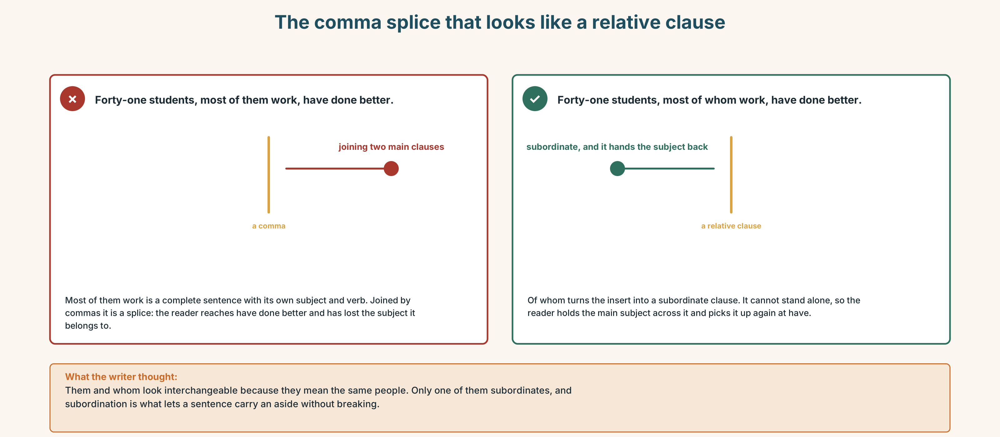 The comma splice that looks like a relative clause
Forty-one students, most of them work, have done better.
joining two main clauses
a comma
Most of them work is a complete sentence with its own subject and verb. Joined by
commas it is a splice: the reader reaches have done better and has lost the subject it
belongs to.
Forty-one students, most of whom work, have done better.
subordinate, and it hands the subject back
a relative clause
Of whom turns the insert into a subordinate clause. It cannot stand alone, so the
reader holds the main subject across it and picks it up again at have.
What the writer thought:
Them and whom look interchangeable because they mean the same people. Only one of them subordinates, and
subordination is what lets a sentence carry an aside without breaking.